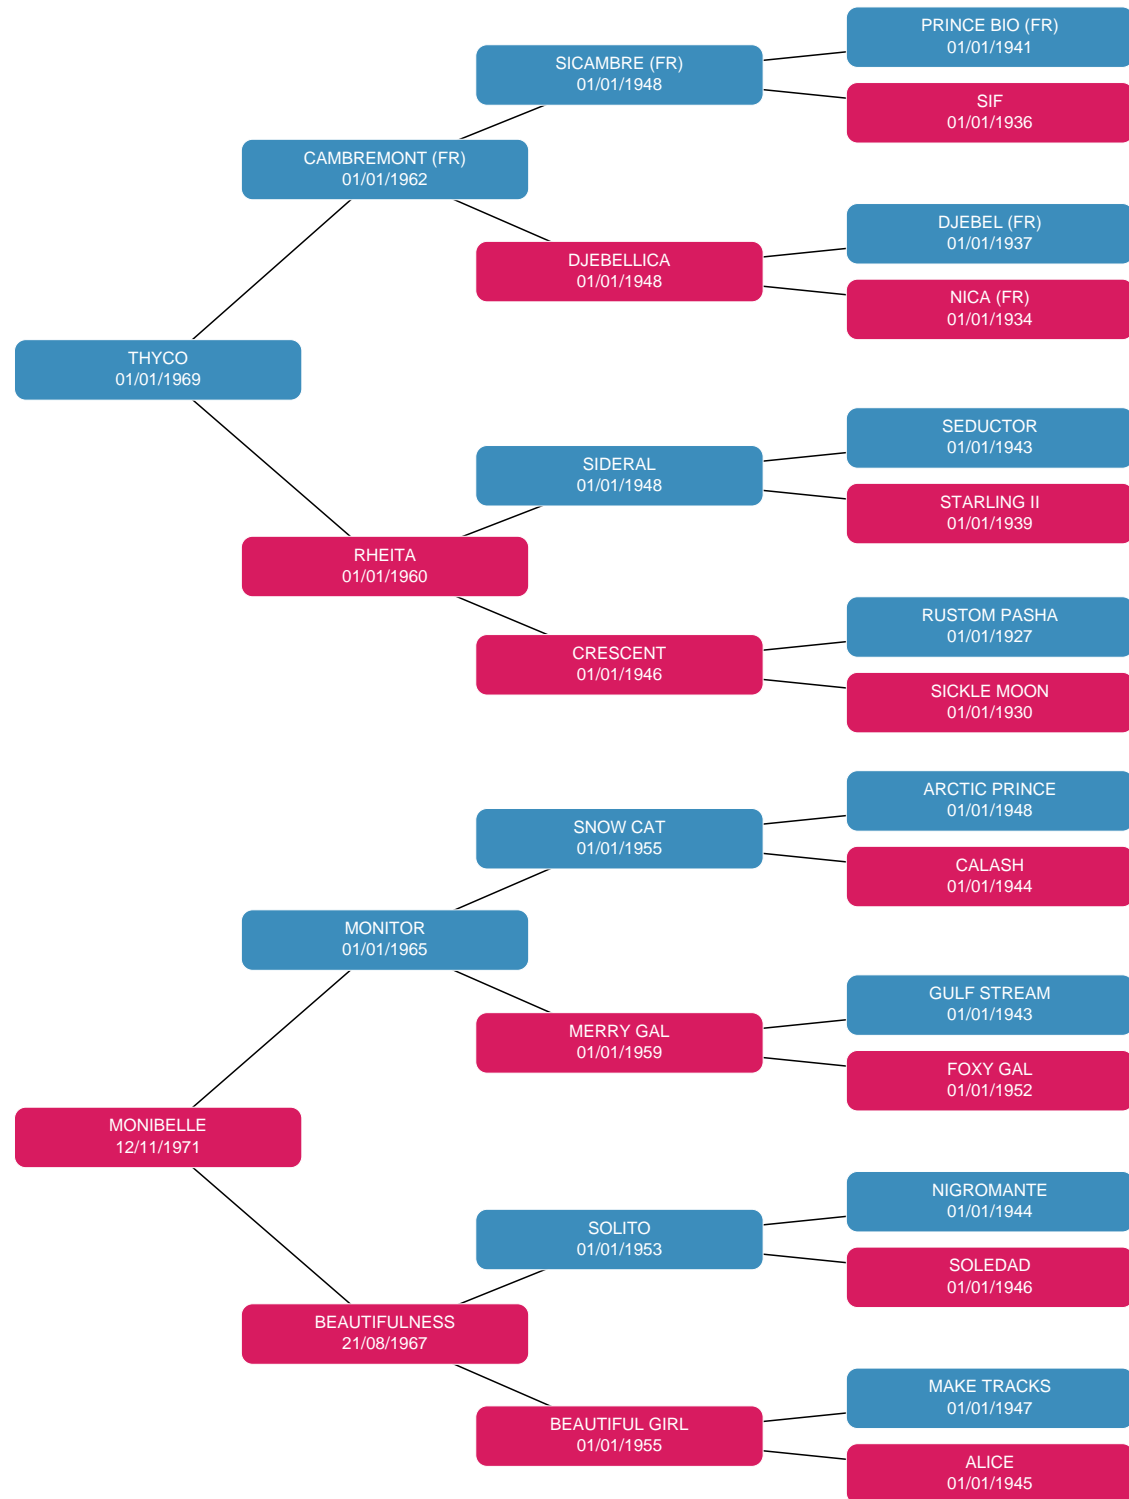 PRINCE BIO (FR)
01/01/1941
SICAMBRE (FR)
01/01/1948
SIF
01/01/1936
CAMBREMONT (FR)
01/01/1962
DJEBEL (FR)
01/01/1937
DJEBELLICA
01/01/1948
NICA (FR)
01/01/1934
THYCO
01/01/1969
SEDUCTOR
01/01/1943
SIDERAL
01/01/1948
STARLING II
01/01/1939
RHEITA
01/01/1960
RUSTOM PASHA
01/01/1927
CRESCENT
01/01/1946
SICKLE MOON
01/01/1930
ARCTIC PRINCE
01/01/1948
SNOW CAT
01/01/1955
CALASH
01/01/1944
MONITOR
01/01/1965
GULF STREAM
01/01/1943
MERRY GAL
01/01/1959
FOXY GAL
01/01/1952
MONIBELLE
12/11/1971
NIGROMANTE
01/01/1944
SOLITO
01/01/1953
SOLEDAD
01/01/1946
BEAUTIFULNESS
21/08/1967
MAKE TRACKS
01/01/1947
BEAUTIFUL GIRL
01/01/1955
ALICE
01/01/1945